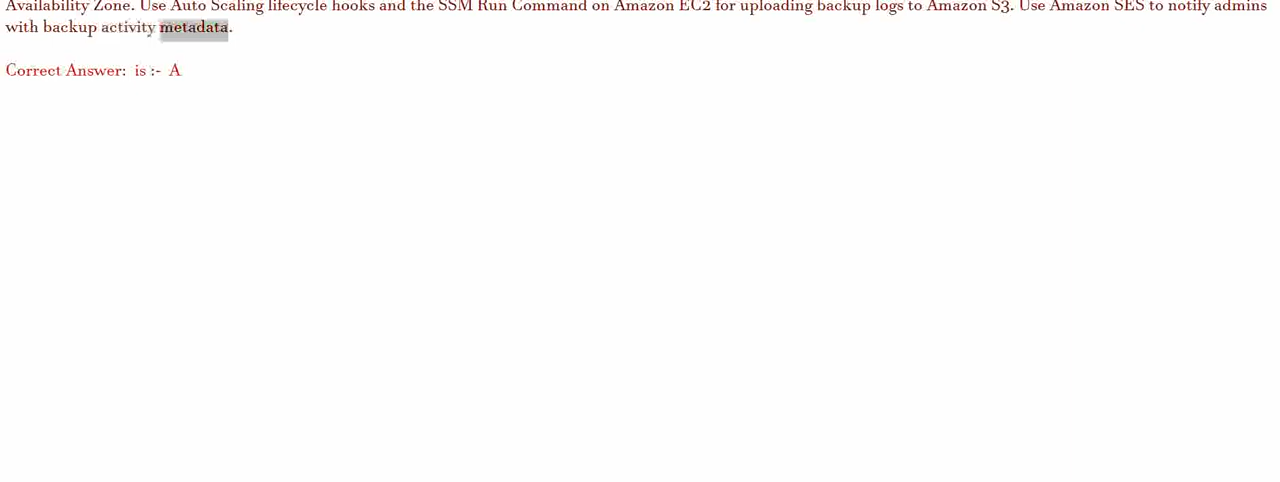 Availability Zone. Use Auto Scaling lifecycle hooks and the SSM Run Command on Amazon EC2 for uploading backup logs to Amazon S3. Use Amazon SES to notify admins
with backup activity metadata.
Correct Answer: is :- A